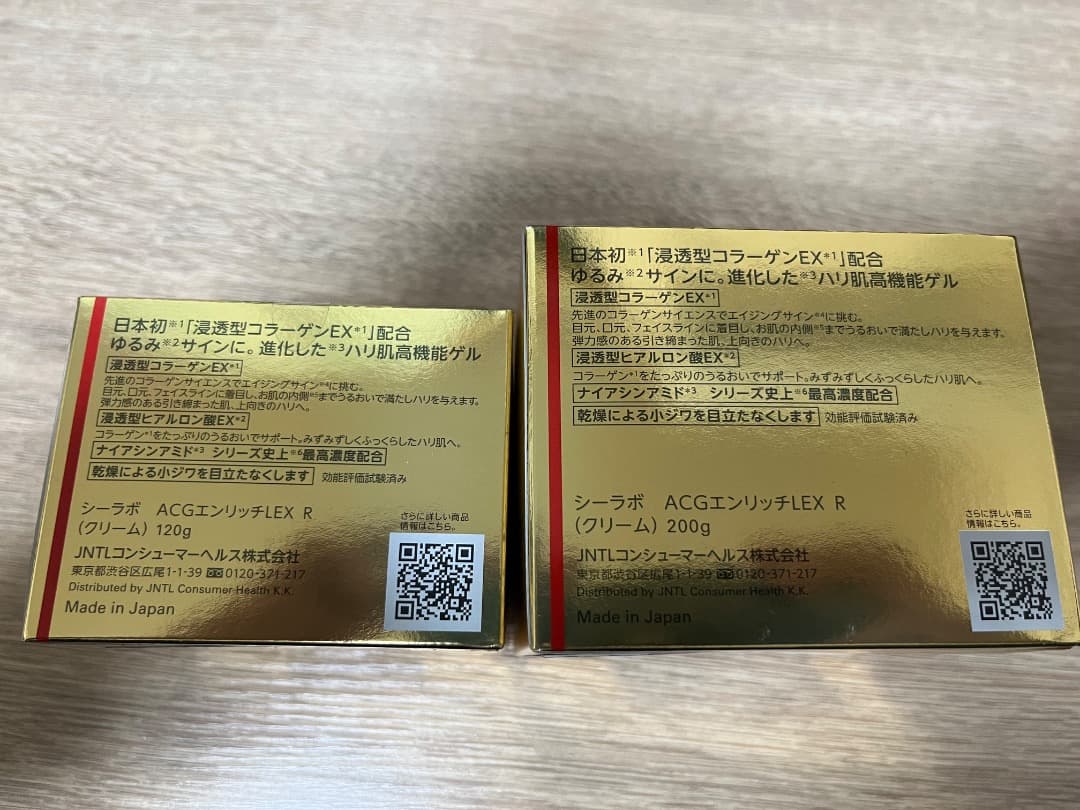 日本初※1「浸透型コラーゲンEX*1」配合
ゆるみ※2サインに。進化した※3ハリ肌高機能ゲル
浸透型コラーゲンEX*1
先進のコラーゲンサイエンスでエイジングサイン※4に挑む。
目元、口元、フェイスラインに着目し、お肌の内側※5までうるおいで満たしハリを与えます。
弾力感のある引き締まった肌、上向きのハリへ。
浸透型ヒアルロン酸EX*2
コラーゲン*1をたっぷりのうるおいでサポート。みずみずしくふっくらしたハリ肌へ。
ナイアシンアミド*3 シリーズ史上※6最高濃度配合
乾燥による小ジワを目立たなくします 効能評価試験済み
シーラボ ACGエンリッチLEX R
(クリーム) 120g
さらに詳しい商品
情報はこちら。
JNTLコンシューマーヘルス株式会社
東京都渋谷区広尾1-1-39 0120-371-217
Distributed by JNTL Consumer Health K.K.
Made in Japan
日本初※1「浸透型コラーゲンEX*1」配合
ゆるみ※2サインに。進化した※3ハリ肌高機能ゲル
浸透型コラーゲンEX*1
先進のコラーゲンサイエンスでエイジングサイン※4に挑む。
目元、口元、フェイスラインに着目し、お肌の内側※5までうるおいで満たしハリを与えます。
弾力感のある引き締まった肌、上向きのハリへ。
浸透型ヒアルロン酸EX*2
コラーゲン*1をたっぷりのうるおいでサポート。みずみずしくふっくらしたハリ肌へ。
ナイアシンアミド*3 シリーズ史上※6最高濃度配合
乾燥による小ジワを目立たなくします 効能評価試験済み
シーラボ ACGエンリッチLEX R
(クリーム) 200g
さらに詳しい商品
情報はこちら。
JNTLコンシューマーヘルス株式会社
東京都渋谷区広尾1-1-39 0120-371-217
Distributed by JNTL Consumer Health K.K.
Made in Japan